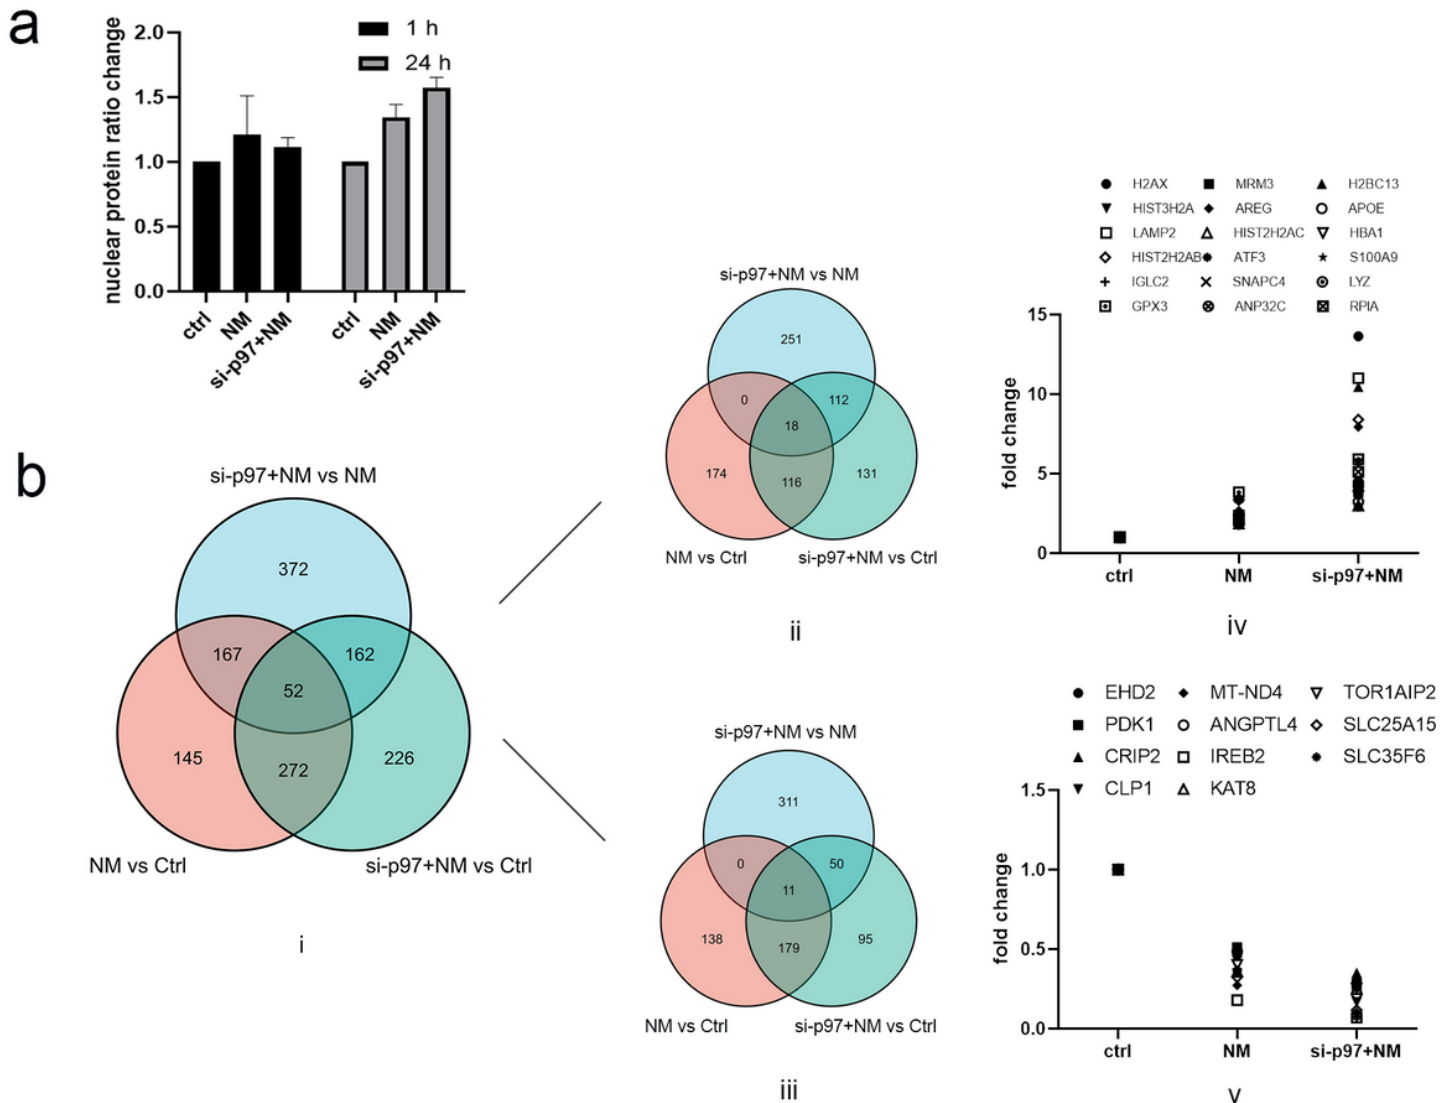 a
nuclear protein ratio change
2.0
1.5
1.0
0.5
0.0
1 h
24 h
ctrl
NM
si-p97+NM
ctrl
NM
si-p97+NM
b
si-p97+NM vs NM
372
167
162
52
145
272
226
NM vs Ctrl
si-p97+NM vs Ctrl
i
si-p97+NM vs NM
251
0
112
18
174
116
131
NM vs Ctrl
si-p97+NM vs Ctrl
ii
si-p97+NM vs NM
311
0
50
11
138
179
95
NM vs Ctrl
si-p97+NM vs Ctrl
iii
H2AX MRM3 H2BC13
HIST3H2A AREG APOE
LAMP2 HIST2H2AC HBA1
HIST2H2AB ATF3 S100A9
IGLC2 SNAPC4 LYZ
GPX3 ANP32C RPIA
fold change
15
10
5
0
ctrl NM si-p97+NM
iv
EHD2 MT-ND4 TOR1AIP2
PDK1 ANGPTL4 SLC25A15
CRIP2 IREB2 SLC35F6
CLP1 KAT8
fold change
1.5
1.0
0.5
0.0
ctrl NM si-p97+NM
v